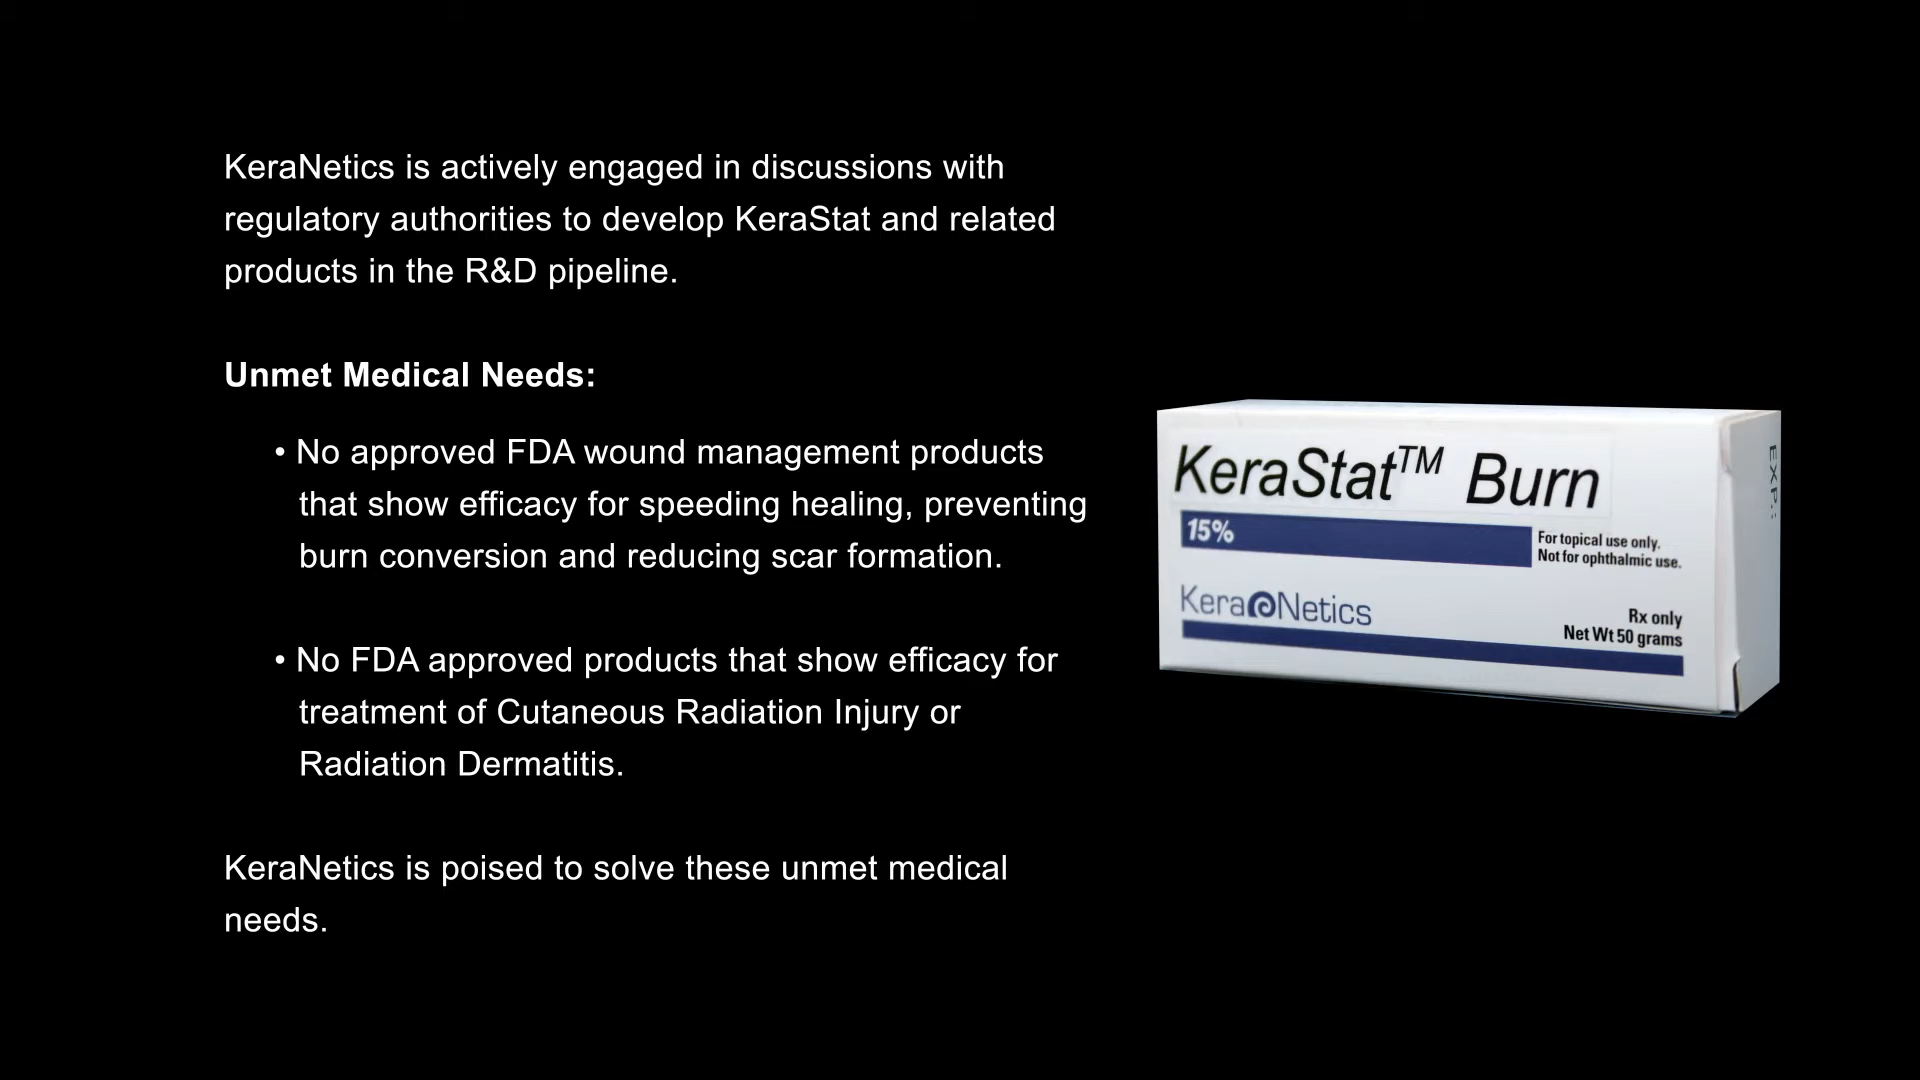 KeraNetics is actively engaged in discussions with
regulatory authorities to develop KeraStat and related
products in the R&D pipeline.
Unmet Medical Needs:
• No approved FDA wound management products
that show efficacy for speeding healing, preventing
burn conversion and reducing scar formation.
• No FDA approved products that show efficacy for
treatment of Cutaneous Radiation Injury or
Radiation Dermatitis.
KeraNetics is poised to solve these unmet medical
needs.
KeraStat™ Burn
15%
For topical use only.
Not for ophthalmic use.
KeraNetics
Rx only
Net Wt 50 grams
EXP.: